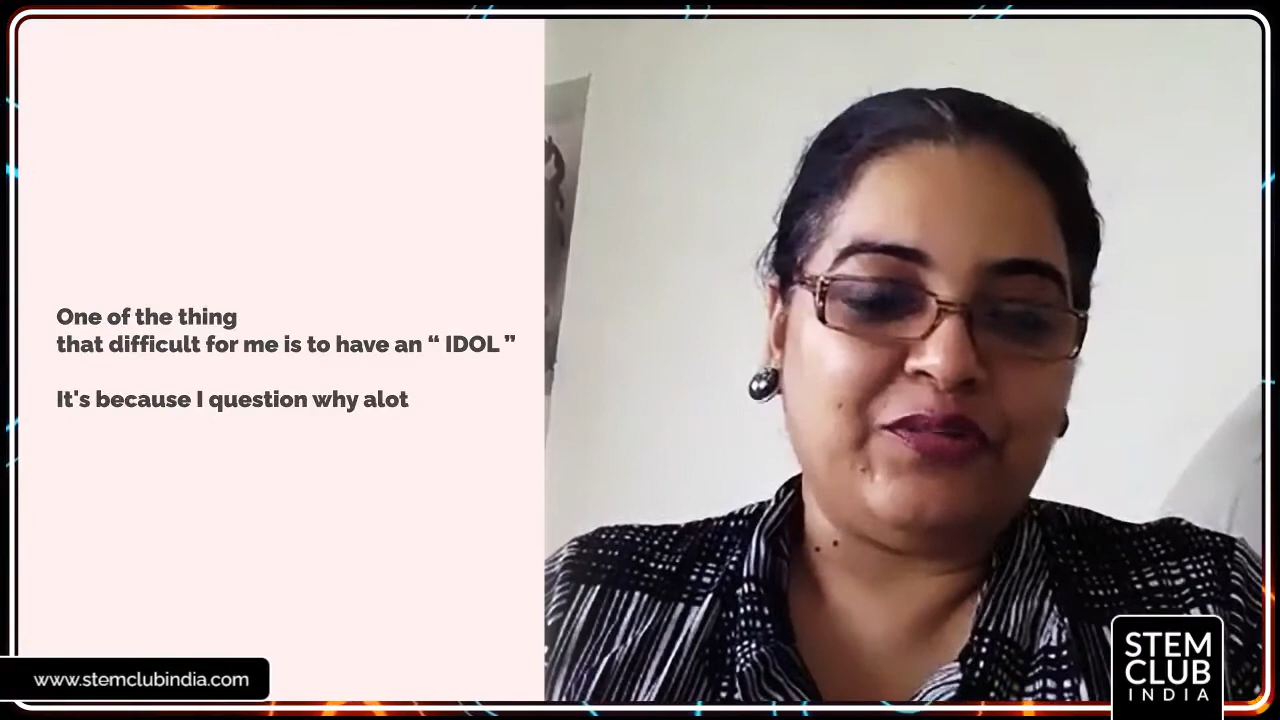 One of the thing
that difficult for me is to have an “ IDOL ”
It's because I question why alot
www.stemclubindia.com
STEM
CLUB
INDIA